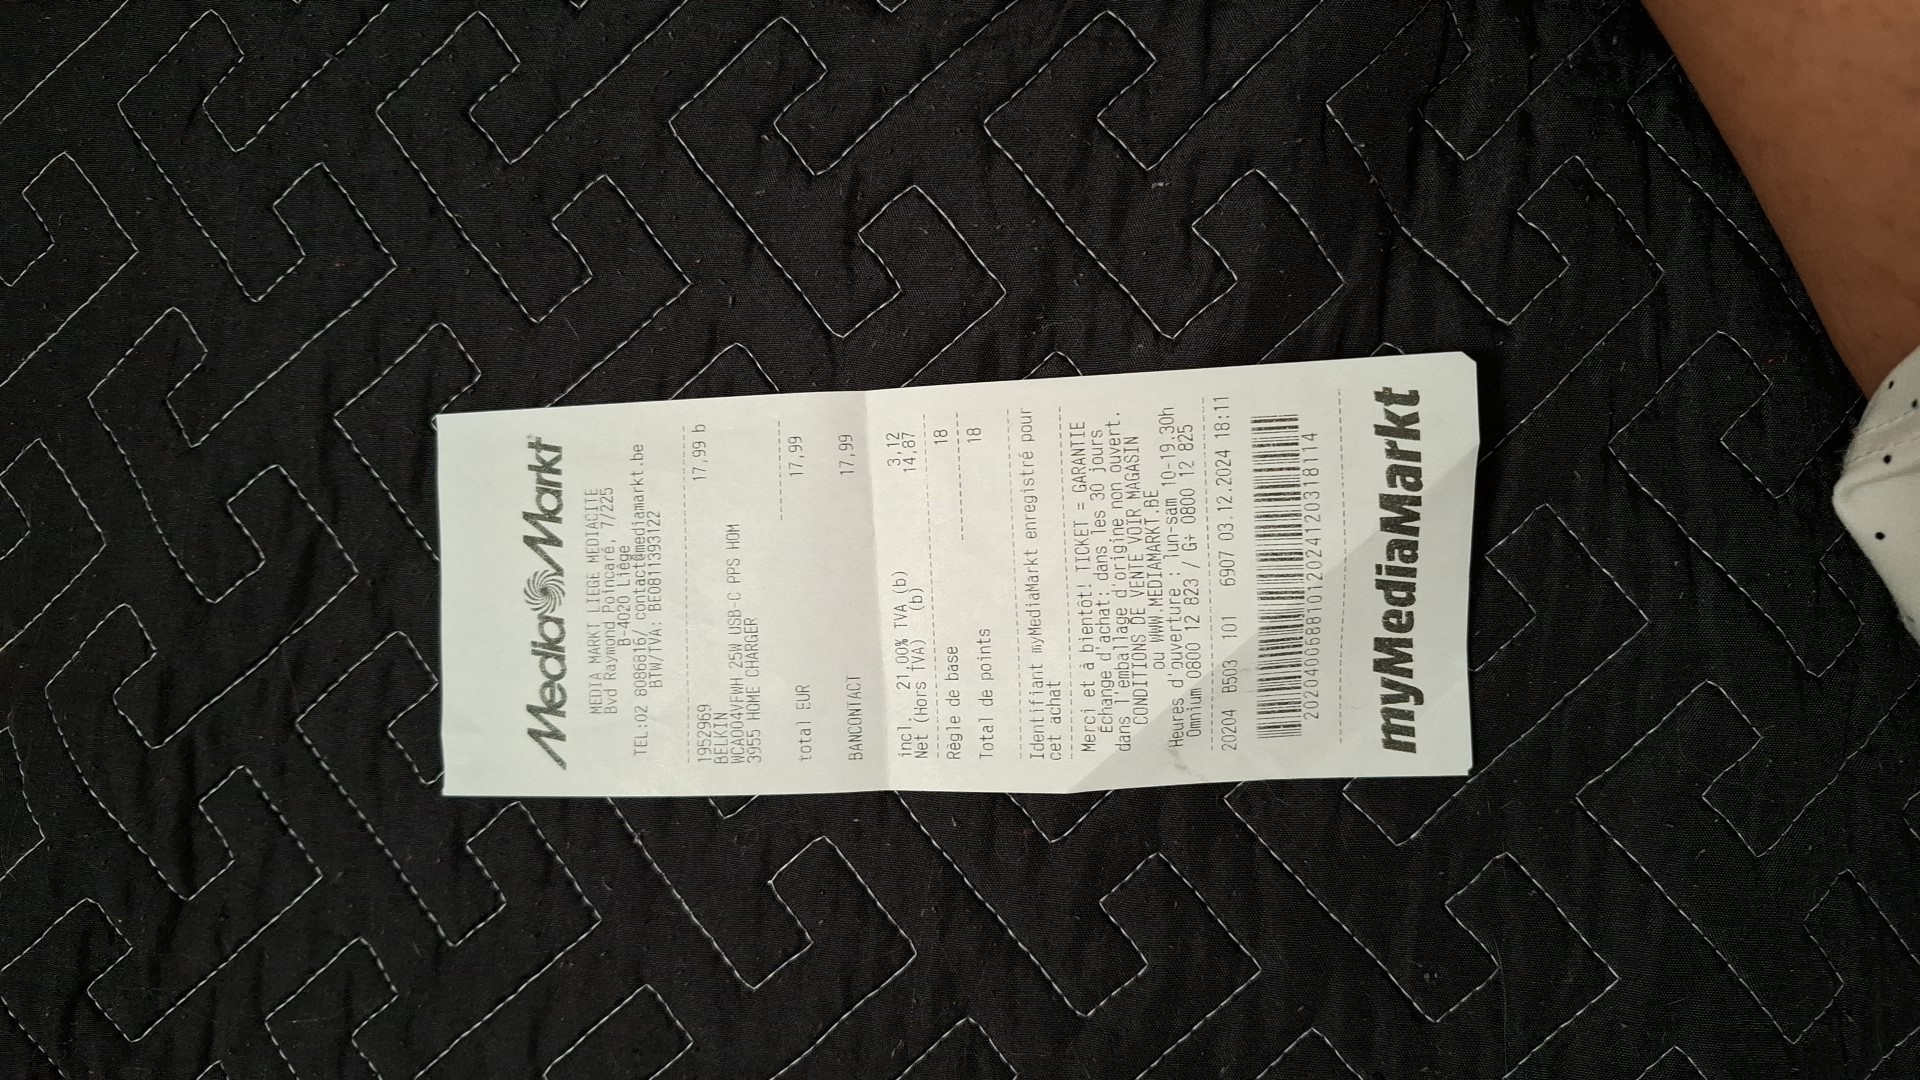 MediaMarkt
MEDIA MARKT LIEGE MEDIACITE
Bvd Raymond Poincaré, 7/225
B-4020 Liège
TEL:02 8086816/ contact@mediamarkt.be
BTW/TVA: BE0811393122
1952969 17,99 b
BELKIN
WCA004VFWH 25W USB-C PPS HOM
3955 HOME CHARGER
total EUR 17,99
BANCONTACT 17,99
incl. 21,00% TVA (b) 3,12
Net (Hors TVA) (b) 14,87
Règle de base 18
Total de points 18
Identifiant myMediaMarkt enregistré pour
cet achat
Merci et à bientôt! TICKET = GARANTIE
Echange d'achat: dans les 30 jours
dans l'emballage d'origine non ouvert.
CONDITIONS DE VENTE VOIR MAGASIN
ou WWW.MEDIAMARKT.BE
Heures d'ouverture : lun-sam 10-19.30h
Omnium 0800 12 823 / G+ 0800 12 825
20204 B503 101 6907 03.12.2024 18:11
myMediaMarkt